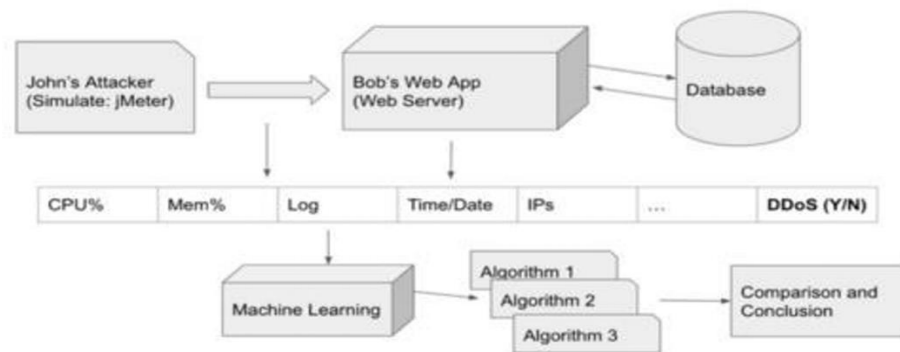 John's Attacker
(Simulate: jMeter)
Bob's Web App
(Web Server)
Database
CPU% Mem% Log Time/Date IPs ... DDoS (Y/N)
Machine Learning
Algorithm 1
Algorithm 2
Algorithm 3
Comparison and
Conclusion